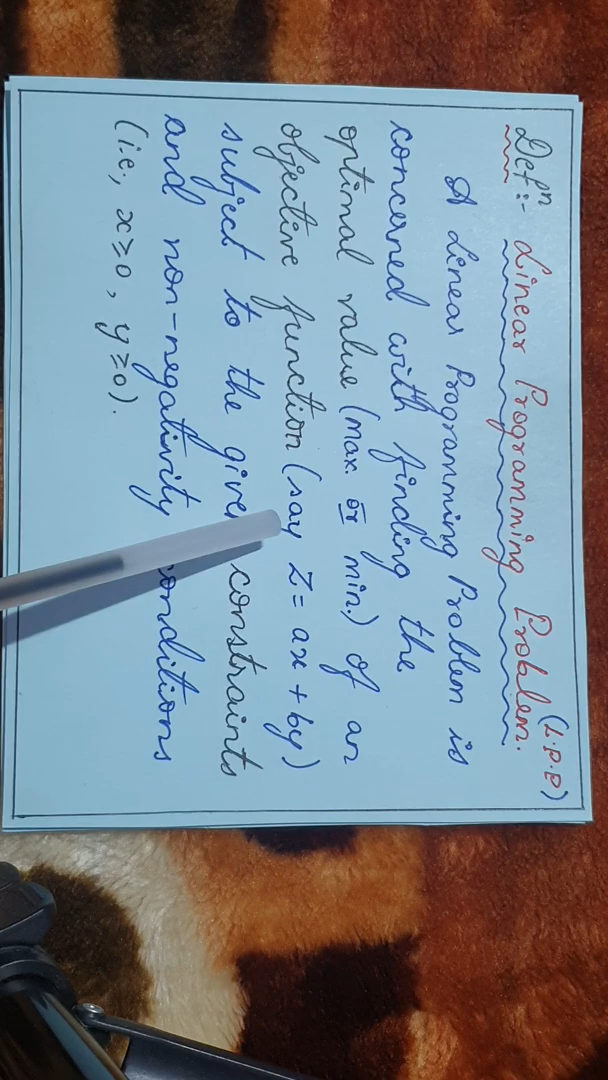 Defⁿ :- Linear Programming Problem. (L.P.P)
A Linear Programming Problem is
concerned with finding the
optimal value (max. or min.) of an
objective function (say Z = ax + by)
subject to the given constraints
and non-negativity conditions
(i.e., x ≥ 0, y ≥ 0).